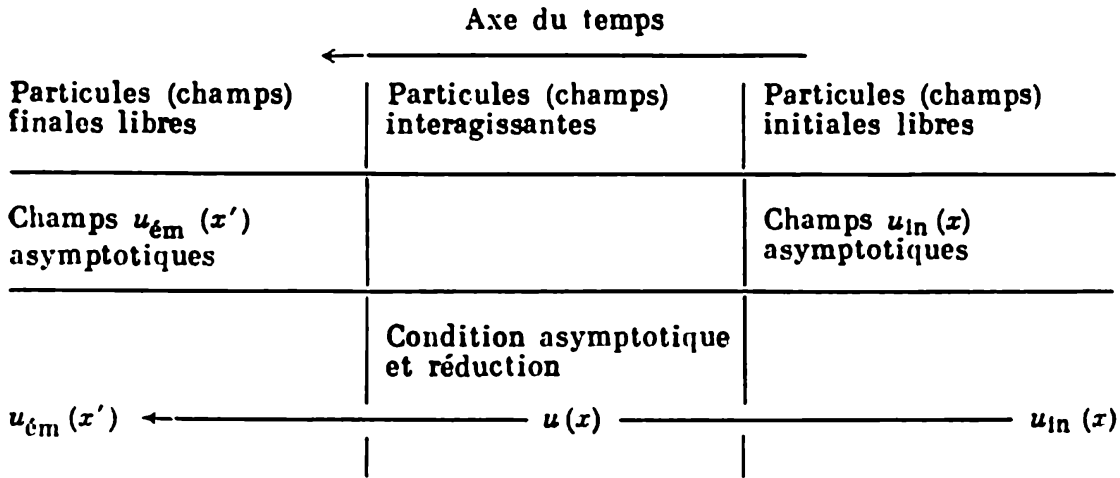 Axe du temps
Particules (champs) finales libres
Particules (champs) interagissantes
Particules (champs) initiales libres
Champs u_ém (x′) asymptotiques
Champs u_in (x) asymptotiques
Condition asymptotique et réduction
u_ém (x′) ← u (x) u_in (x)